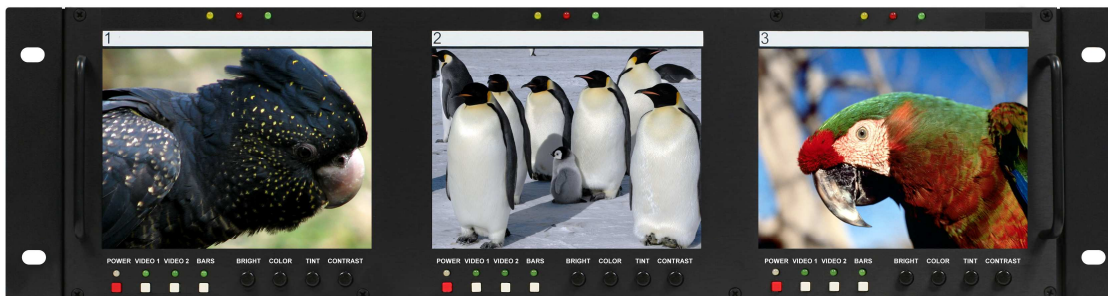 1
2
3
POWER VIDEO 1 VIDEO 2 BARS BRIGHT COLOR TINT CONTRAST
POWER VIDEO 1 VIDEO 2 BARS BRIGHT COLOR TINT CONTRAST
POWER VIDEO 1 VIDEO 2 BARS BRIGHT COLOR TINT CONTRAST